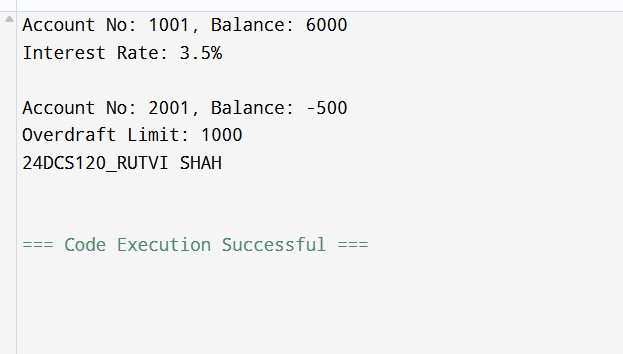 Account No: 1001, Balance: 6000
Interest Rate: 3.5%
Account No: 2001, Balance: -500
Overdraft Limit: 1000
24DCS120_RUTVI SHAH
=== Code Execution Successful ===